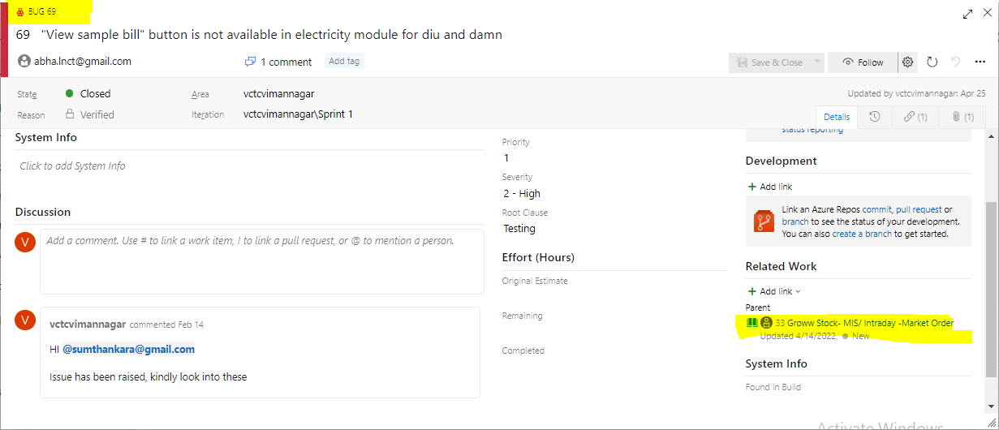 BUG 69
69 "View sample bill" button is not available in electricity module for diu and damn
abha.lnct@gmail.com
1 comment
Add tag
Save & Close
Follow
State
Closed
Area
vctcvimannagar
Updated by vctcvimannagar: Apr 25
Reason
Verified
Iteration
vctcvimannagar\Sprint 1
Details
(1)
(1)
System Info
Click to add System Info
Discussion
V
Add a comment. Use # to link a work item, ! to link a pull request, or @ to mention a person.
V
vctcvimannagar commented Feb 14
HI @sumthankara@gmail.com
Issue has been raised, kindly look into these
Priority
1
Severity
2 - High
Root Clause
Testing
Effort (Hours)
Original Estimate
Remaining
Completed
status reporting
Development
+ Add link
Link an Azure Repos commit, pull request or
branch to see the status of your development.
You can also create a branch to get started.
Related Work
+ Add link
Parent
33 Groww Stock- MIS/ Intraday -Market Order
Updated 4/14/2022, New
System Info
Found in Build
Activate Windows